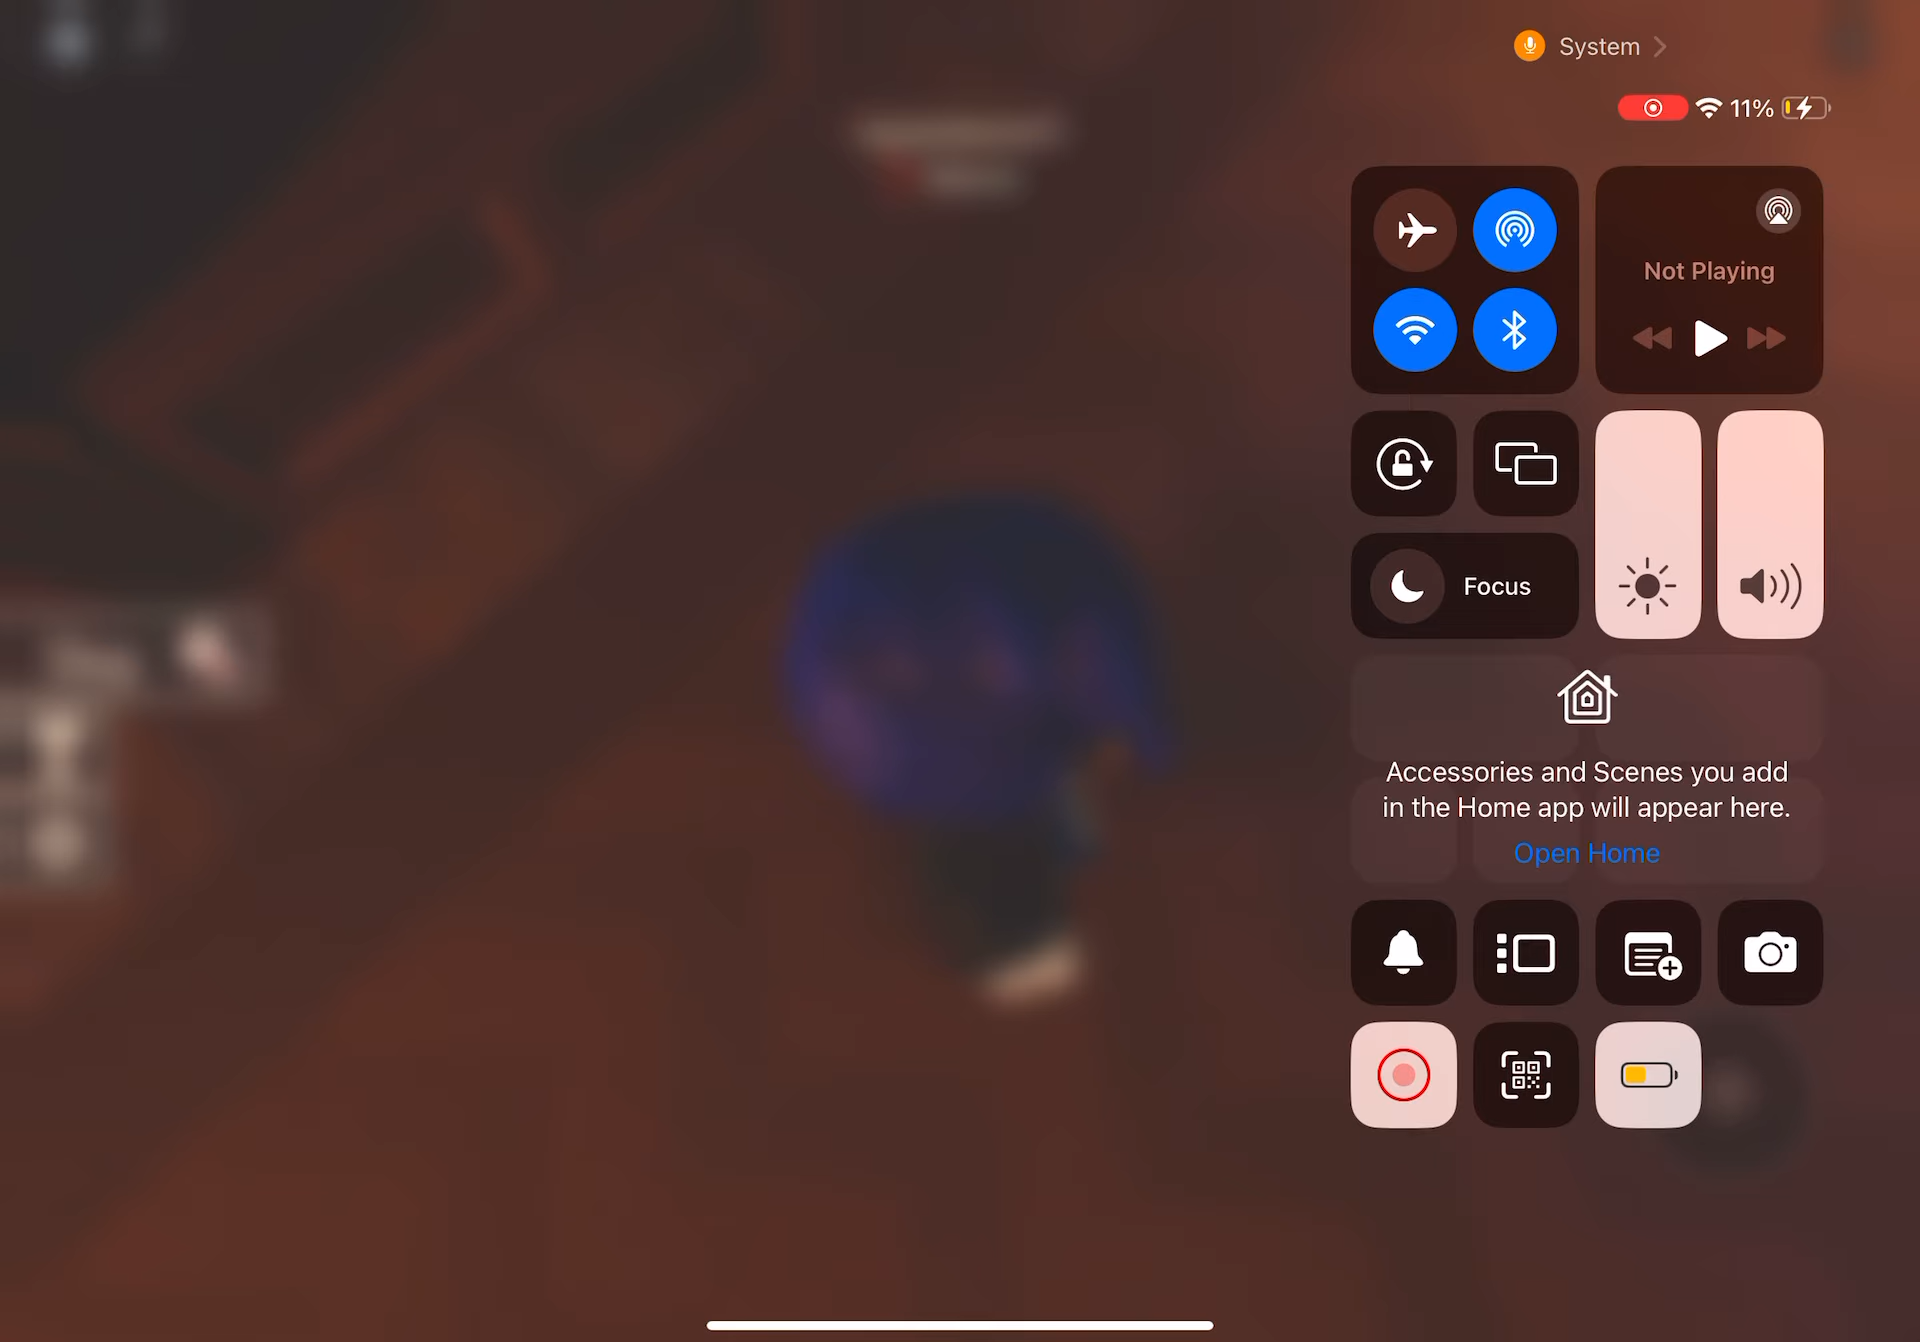 System
11%
Not Playing
Focus
Accessories and Scenes you add
in the Home app will appear here.
Open Home